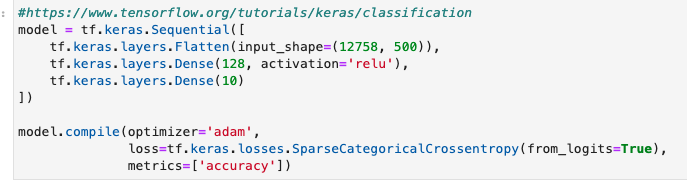 #https://www.tensorflow.org/tutorials/keras/classification
model = tf.keras.Sequential([
    tf.keras.layers.Flatten(input_shape=(12758, 500)),
    tf.keras.layers.Dense(128, activation='relu'),
    tf.keras.layers.Dense(10)
])

model.compile(optimizer='adam',
              loss=tf.keras.losses.SparseCategoricalCrossentropy(from_logits=True),
              metrics=['accuracy'])